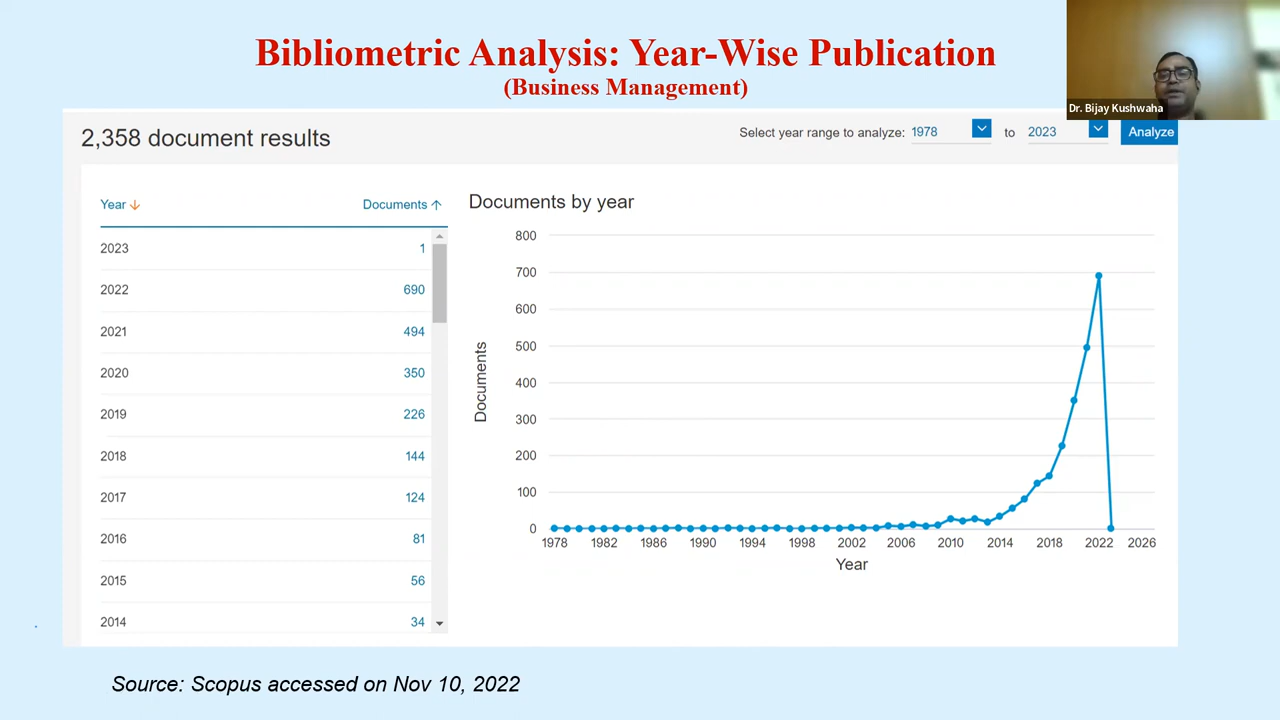 Bibliometric Analysis: Year-Wise Publication
(Business Management)
Dr. Bijay Kushwaha
2,358 document results
Select year range to analyze: 1978 to 2023 Analyze
Year Documents
2023 1
2022 690
2021 494
2020 350
2019 226
2018 144
2017 124
2016 81
2015 56
2014 34
Documents by year
800
700
600
500
400
300
200
100
0
Documents
1978 1982 1986 1990 1994 1998 2002 2006 2010 2014 2018 2022 2026
Year
Source: Scopus accessed on Nov 10, 2022